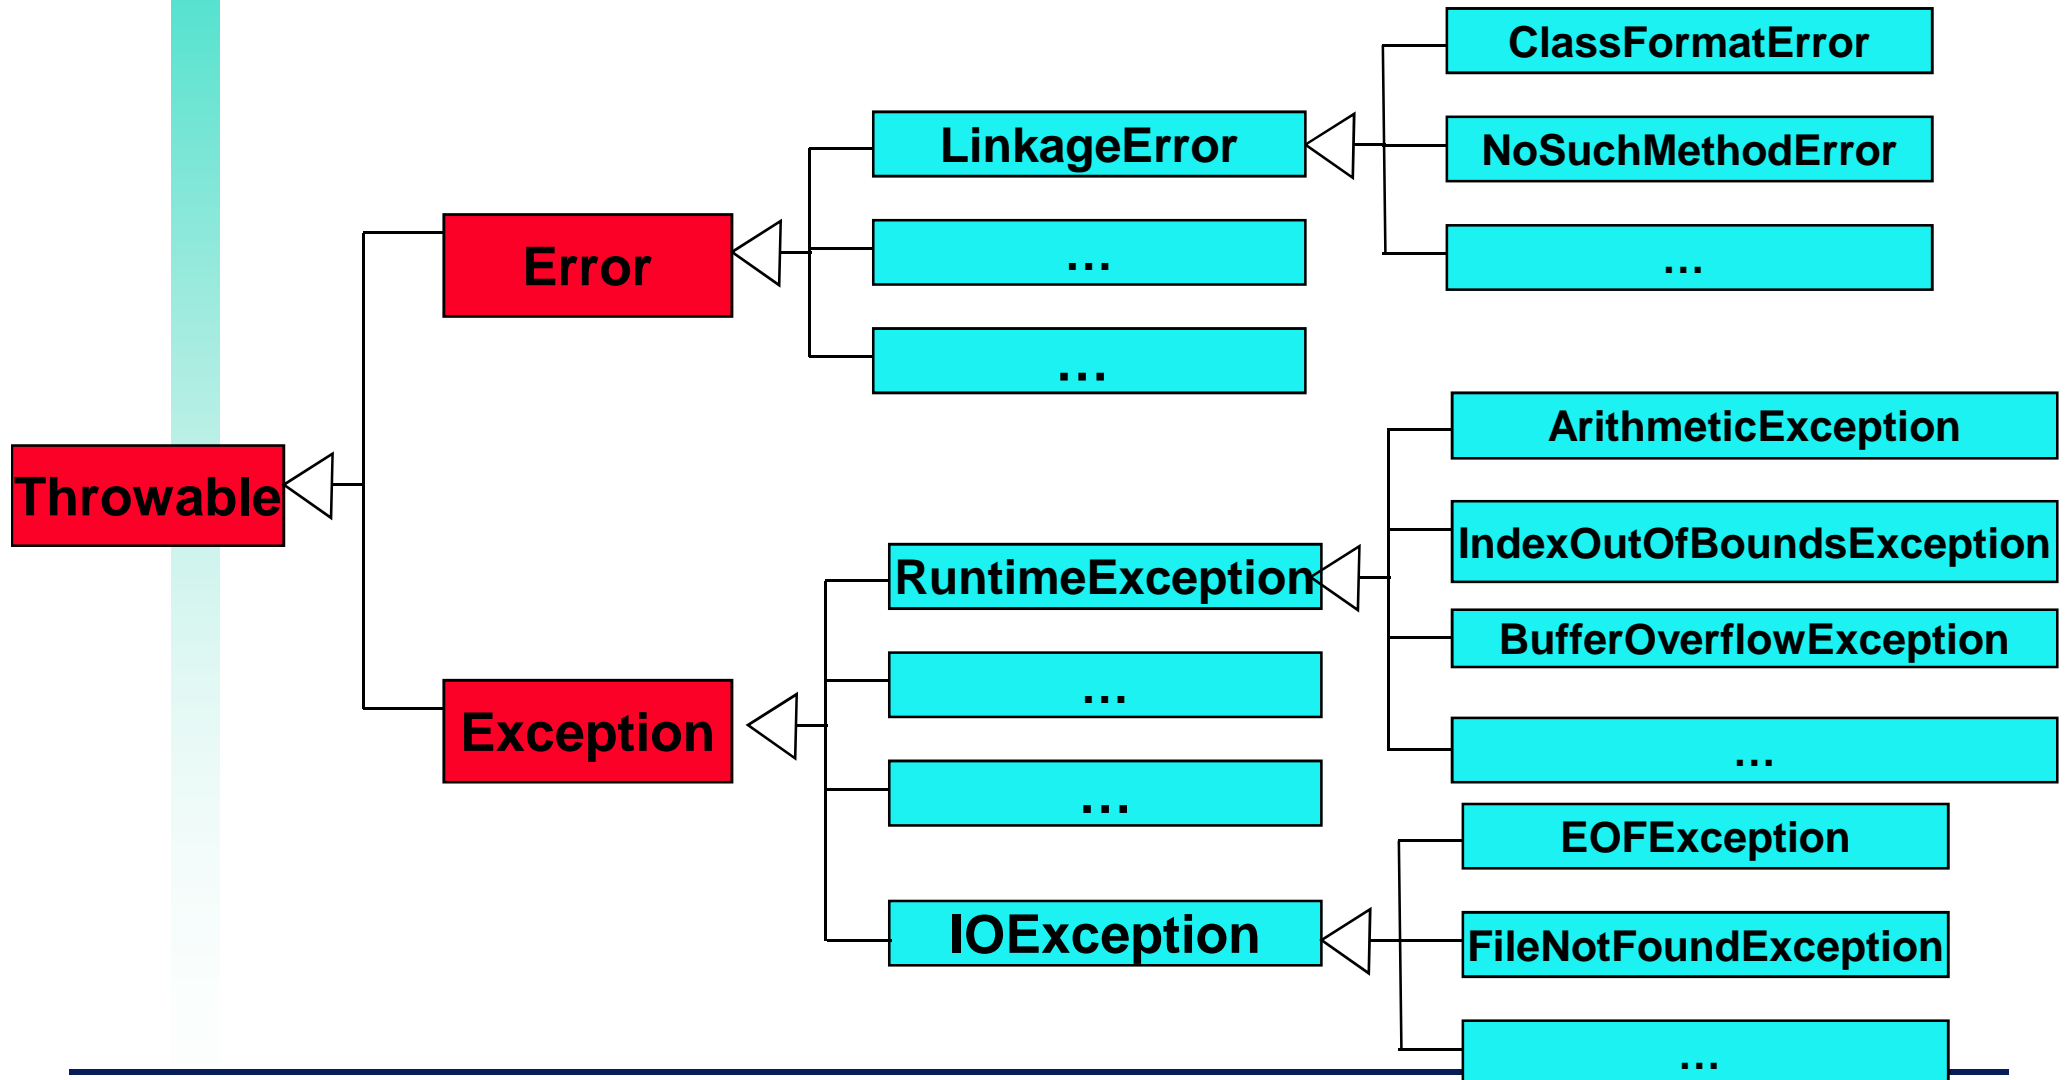 Throwable
Error
LinkageError
ClassFormatError
NoSuchMethodError
...
...
...
Exception
RuntimeException
ArithmeticException
IndexOutOfBoundsException
BufferOverflowException
...
...
...
IOException
EOFException
FileNotFoundException
...